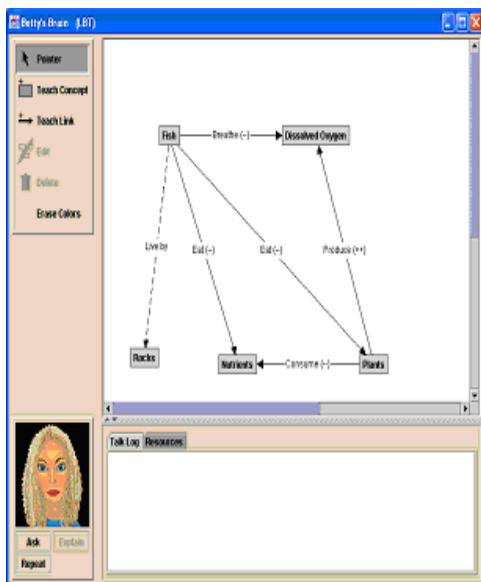 Betty's Brain (LBT)
Pointer
Teach Concept
Teach Link
Edit
Delete
Erase Colors
Fish
Breathe (-)
Dissolved Oxygen
Live by
Eat (-)
Eat (-)
Produce (++)
Rocks
Nutrients
Consume (-)
Plants
Talk Log Resources
Ask Explain
Repeat